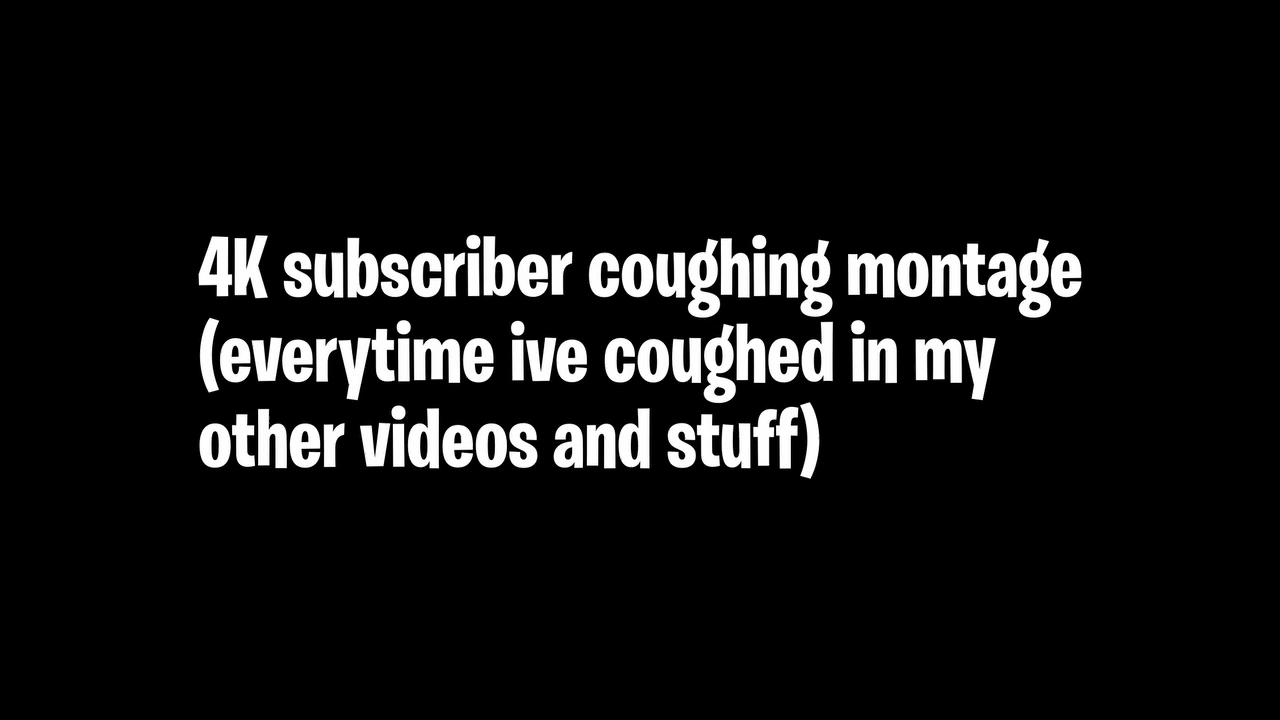 4K subscriber coughing montage
(everytime ive coughed in my
other videos and stuff)